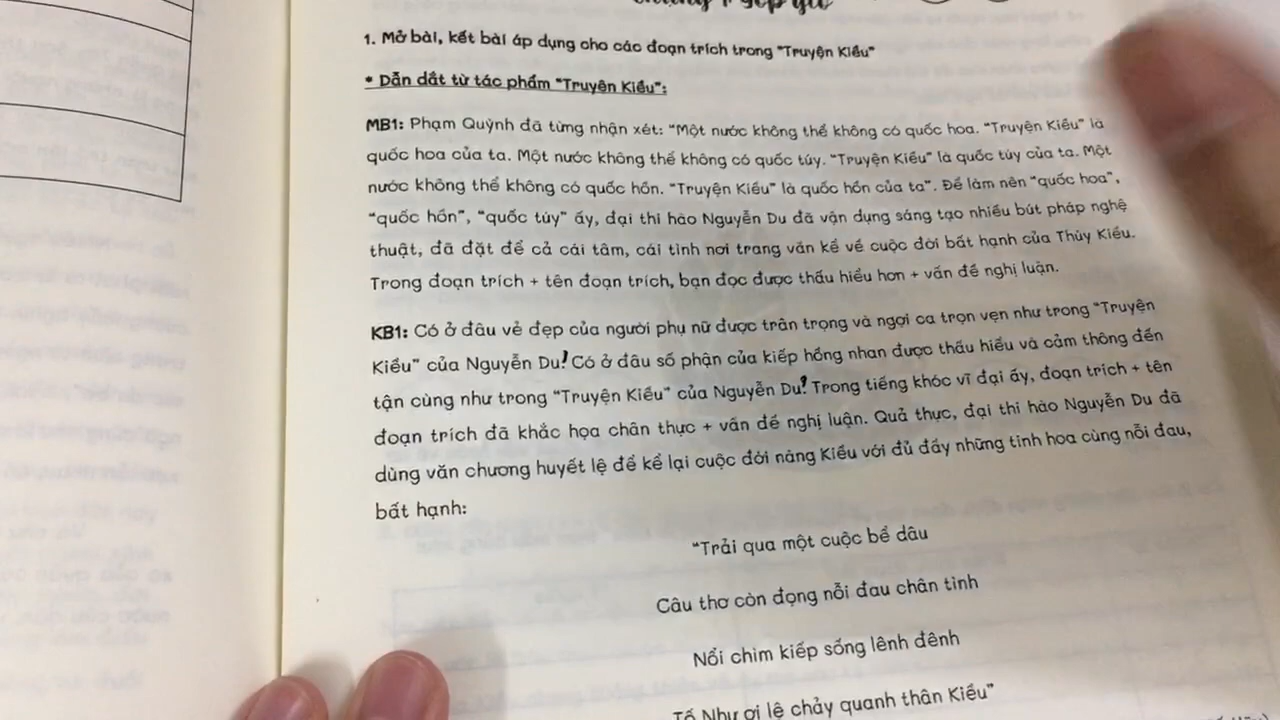 1. Mở bài, kết bài áp dụng cho các đoạn trích trong "Truyện Kiều"
* Dẫn dắt từ tác phẩm "Truyện Kiều":
MB1: Phạm Quỳnh đã từng nhận xét: "Một nước không thể không có quốc hoa. "Truyện Kiều" là
quốc hoa của ta. Một nước không thể không có quốc túy. "Truyện Kiều" là quốc túy của ta. Một
nước không thể không có quốc hồn. "Truyện Kiều" là quốc hồn của ta". Để làm nên "quốc hoa",
"quốc hồn", "quốc túy" ấy, đại thi hào Nguyễn Du đã vận dụng sáng tạo nhiều bút pháp nghệ
thuật, đã đặt để cả cái tâm, cái tình nơi trang văn kể về cuộc đời bất hạnh của Thúy Kiều.
Trong đoạn trích + tên đoạn trích, bạn đọc được thấu hiểu hơn + vấn đề nghị luận.
KB1: Có ở đâu vẻ đẹp của người phụ nữ được trân trọng và ngợi ca trọn vẹn như trong "Truyện
Kiều" của Nguyễn Du! Có ở đâu số phận của kiếp hồng nhan được thấu hiểu và cảm thông đến
tận cùng như trong "Truyện Kiều" của Nguyễn Du? Trong tiếng khóc vĩ đại ấy, đoạn trích + tên
đoạn trích đã khắc họa chân thực + vấn đề nghị luận. Quả thực, đại thi hào Nguyễn Du đã
dùng văn chương huyết lệ để kể lại cuộc đời nàng Kiều với đủ đầy những tinh hoa cùng nỗi đau,
bất hạnh:
"Trải qua một cuộc bể dâu
Câu thơ còn đọng nỗi đau chân tình
Nổi chìm kiếp sống lênh đênh
Tố Như ơi lệ chảy quanh thân Kiều"